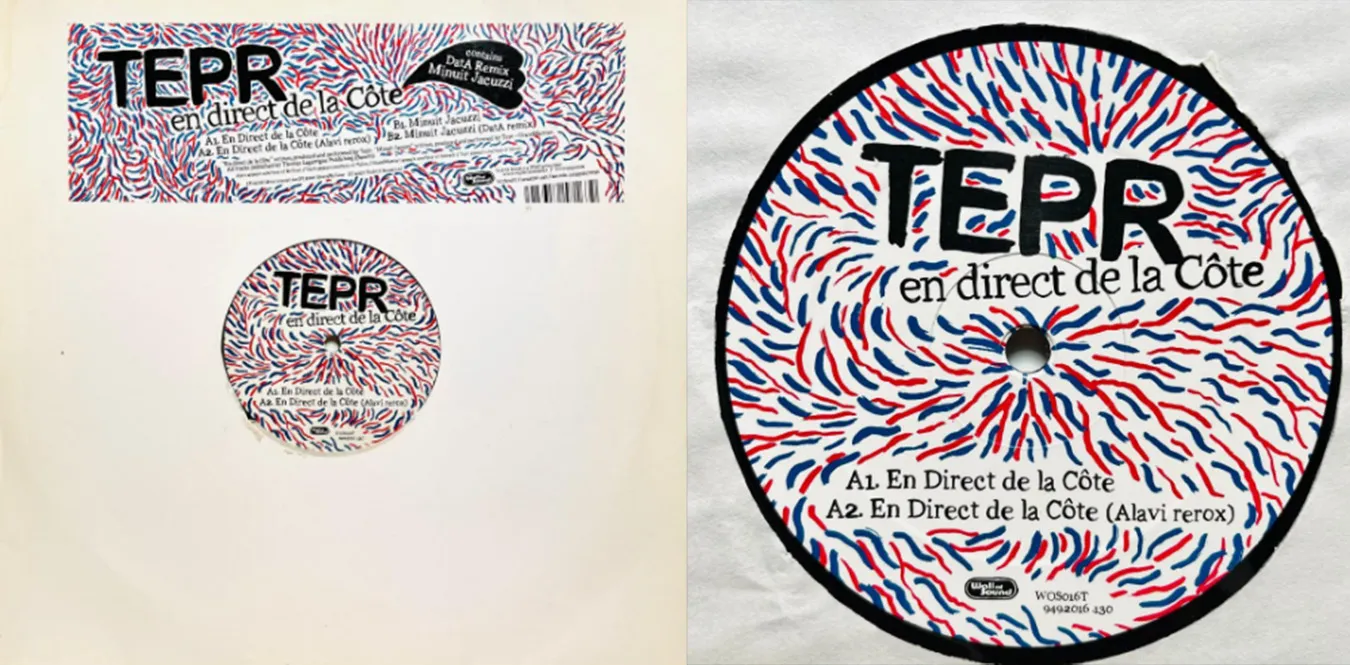 TEPR
en direct de la Côte
contains
DatA Remix
Minuit Jacuzzi
A1. En Direct de la Côte
A2. En Direct de la Côte (Alavi rerox)
B1. Minuit Jacuzzi
B2. Minuit Jacuzzi (DatA remix)
Wall of
Sound
TEPR
en direct de la Côte
A1. En Direct de la Côte
A2. En Direct de la Côte (Alavi rerox)
TEPR
en direct de la Côte
A1. En Direct de la Côte
A2. En Direct de la Côte (Alavi rerox)
Wall of
Sound
WOS016T
9492016 430